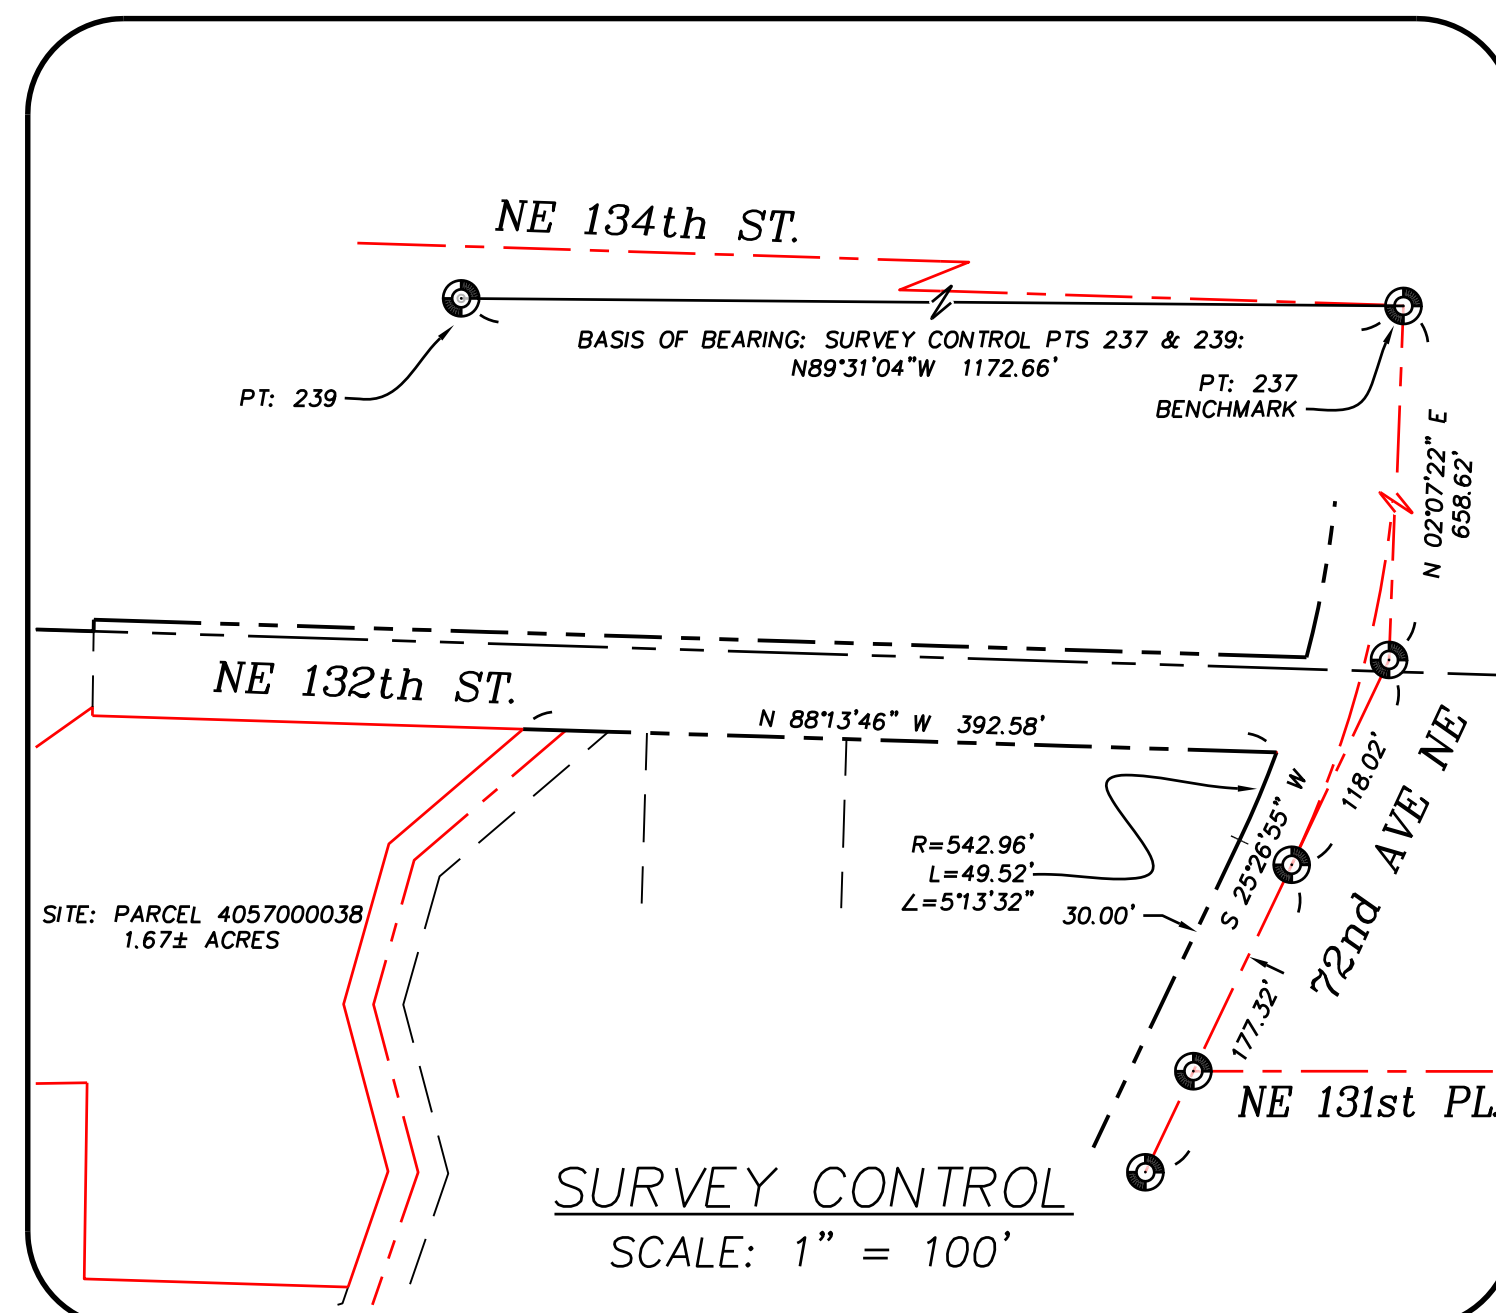 NE 134th ST.
BASIS OF BEARING: SURVEY CONTROL PTS 237 & 239:
N89°31'04"W 1172.66'
PT: 239
PT: 237
BENCHMARK
N 02°07'22" E
658.62'
NE 132th ST.
N 88°13'46" W 392.58'
118.02'
72nd AVE NE
S 25°26'55" W
R=542.96'
L=49.52'
∠=5°13'32"
30.00'
SITE: PARCEL 4057000038
1.67± ACRES
177.32'
NE 131st PL.
SURVEY CONTROL
SCALE: 1" = 100'